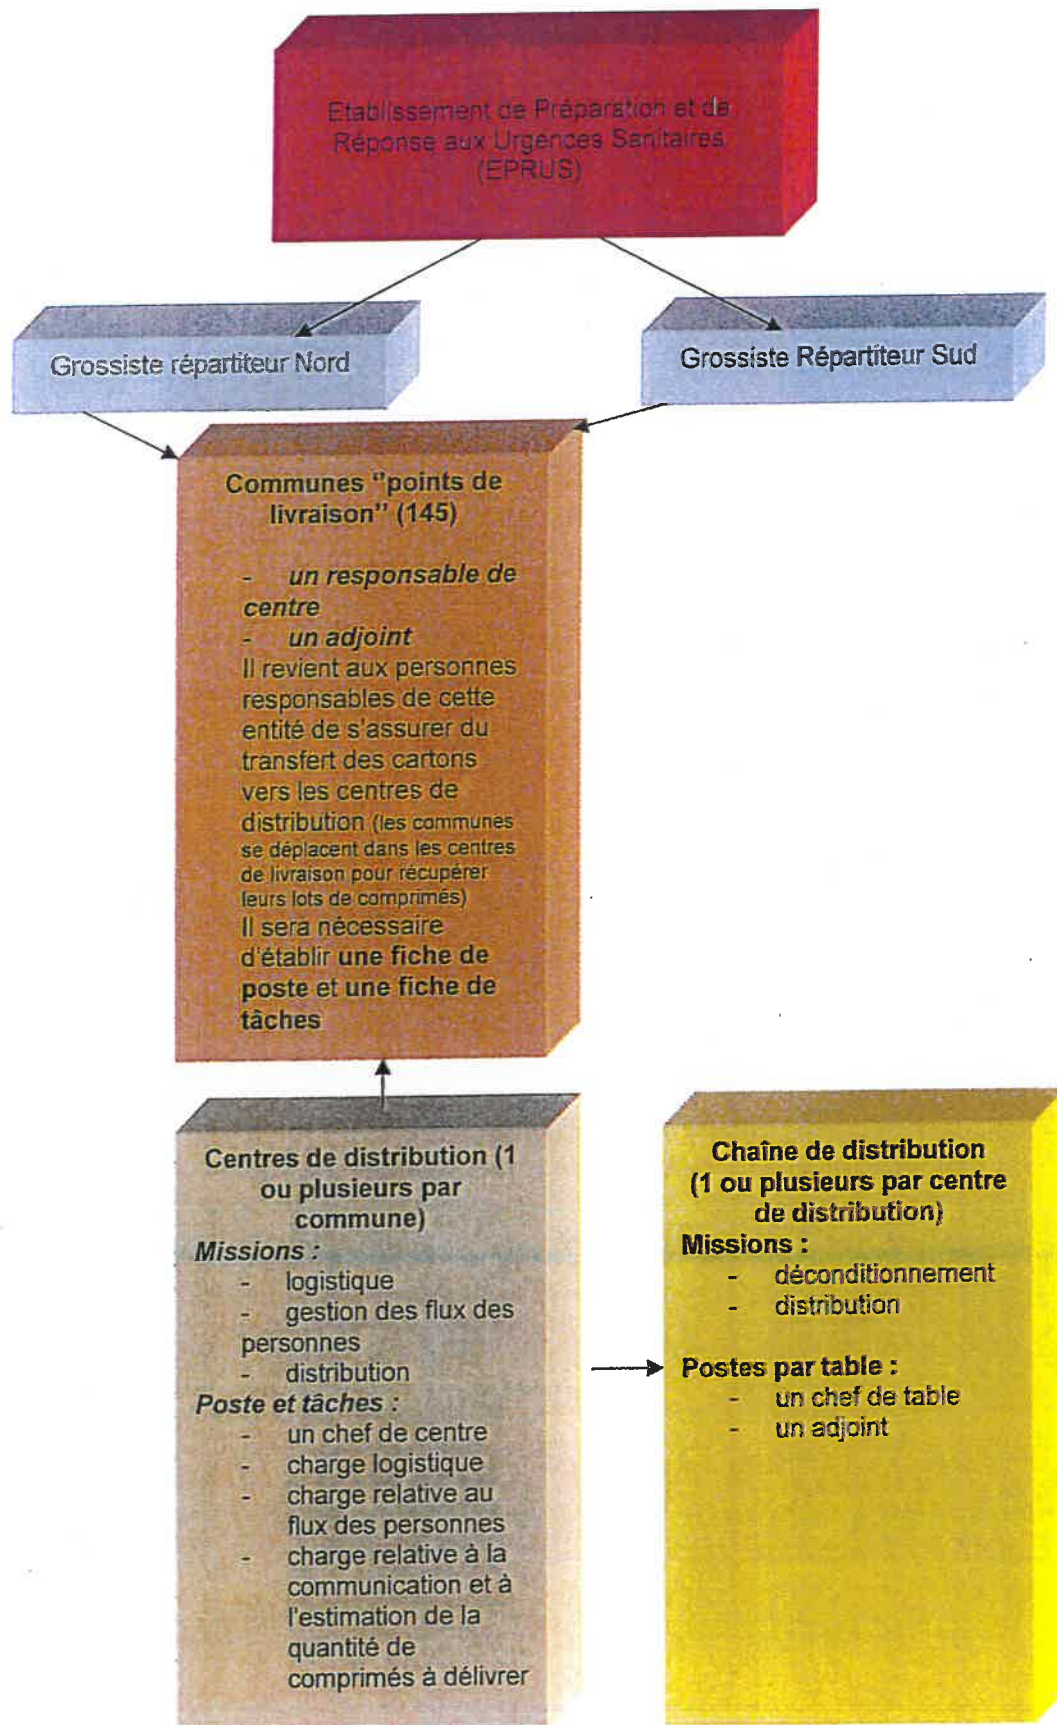 Etablissement de Préparation et de
Réponse aux Urgences Sanitaires
(EPRUS)
Grossiste répartiteur Nord
Grossiste Répartiteur Sud
Communes "points de
livraison" (145)
- un responsable de
centre
- un adjoint
Il revient aux personnes
responsables de cette
entité de s'assurer du
transfert des cartons
vers les centres de
distribution (les communes
se déplacent dans les centres
de livraison pour récupérer
leurs lots de comprimés)
Il sera nécessaire
d'établir une fiche de
poste et une fiche de
tâches
Centres de distribution (1
ou plusieurs par
commune)
Missions :
- logistique
- gestion des flux des
personnes
- distribution
Poste et tâches :
- un chef de centre
- charge logistique
- charge relative au
flux des personnes
- charge relative à la
communication et à
l'estimation de la
quantité de
comprimés à délivrer
Chaîne de distribution
(1 ou plusieurs par centre
de distribution)
Missions :
- déconditionnement
- distribution
Postes par table :
- un chef de table
- un adjoint